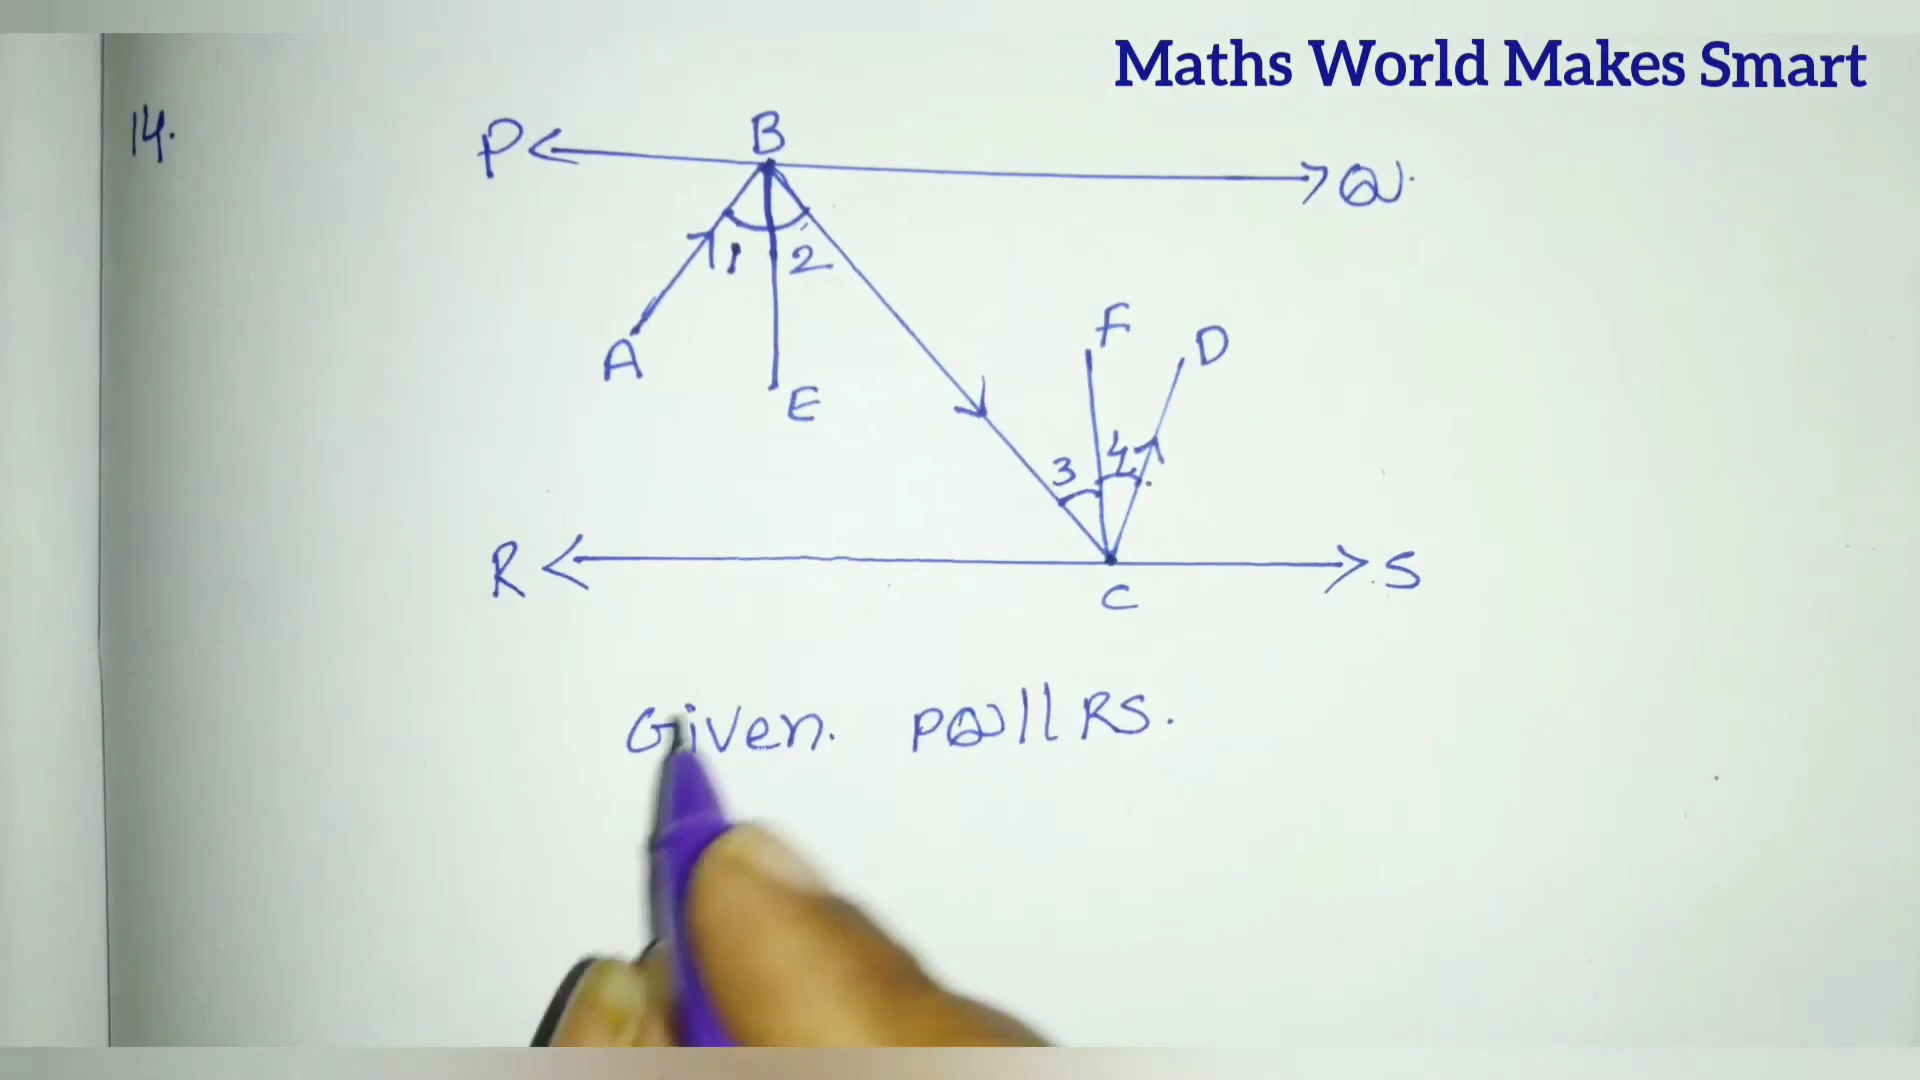 Maths World Makes Smart
14.
B
P
Q
1 2
A
E
F
D
3 4
R
S
C
Given. PQ||RS.